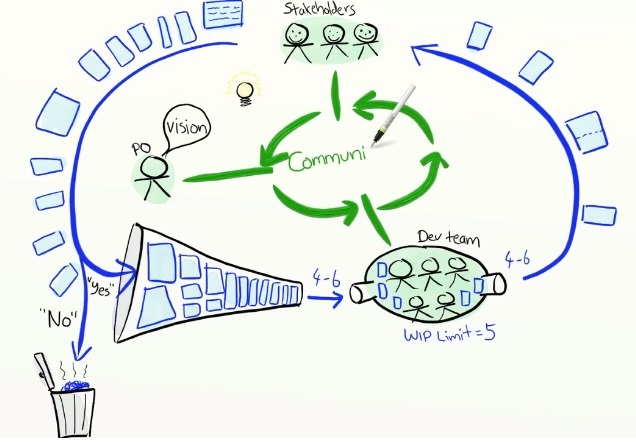 Stakeholders
vision
PO
Communi
Dev team
"Yes"
4-6
4-6
"No"
WIP Limit=5